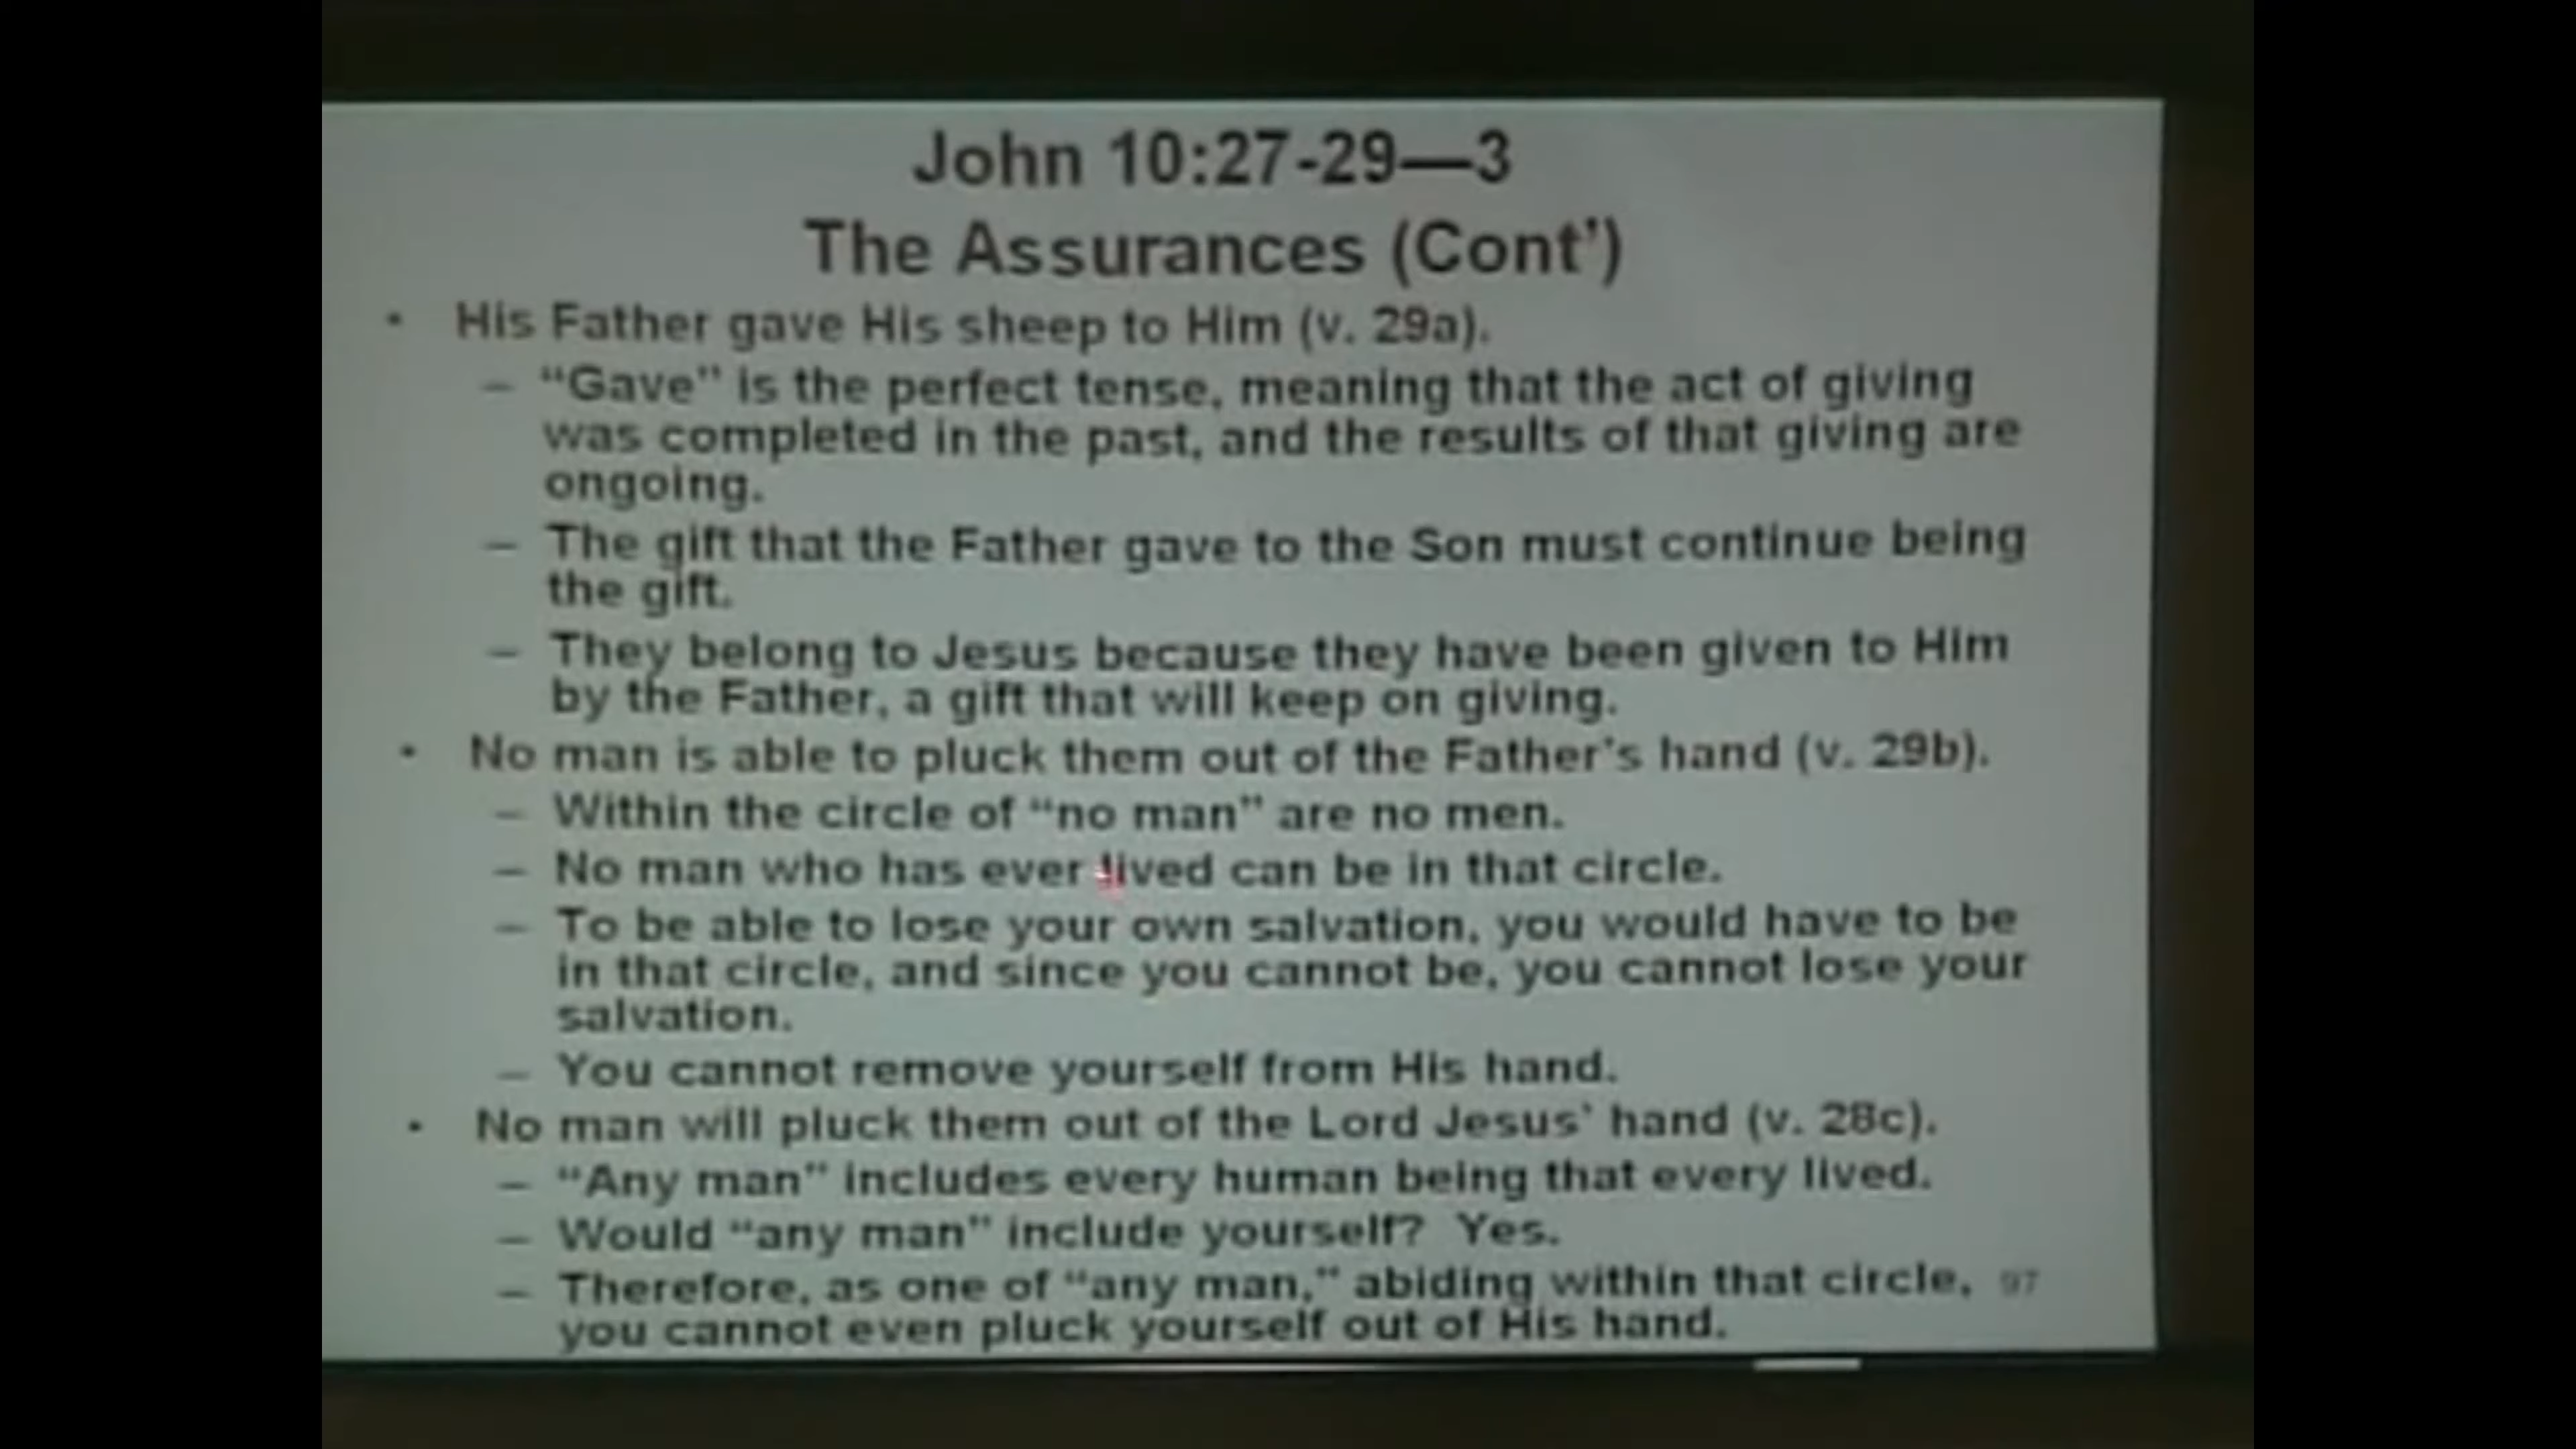 John 10:27-29—3
The Assurances (Cont')
• His Father gave His sheep to Him (v. 29a).
– “Gave” is the perfect tense, meaning that the act of giving
was completed in the past, and the results of that giving are
ongoing.
– The gift that the Father gave to the Son must continue being
the gift.
– They belong to Jesus because they have been given to Him
by the Father, a gift that will keep on giving.
• No man is able to pluck them out of the Father's hand (v. 29b).
– Within the circle of “no man” are no men.
– No man who has ever lived can be in that circle.
– To be able to lose your own salvation, you would have to be
in that circle, and since you cannot be, you cannot lose your
salvation.
– You cannot remove yourself from His hand.
• No man will pluck them out of the Lord Jesus' hand (v. 28c).
– “Any man” includes every human being that every lived.
– Would “any man” include yourself? Yes.
– Therefore, as one of “any man,” abiding within that circle, 97
you cannot even pluck yourself out of His hand.